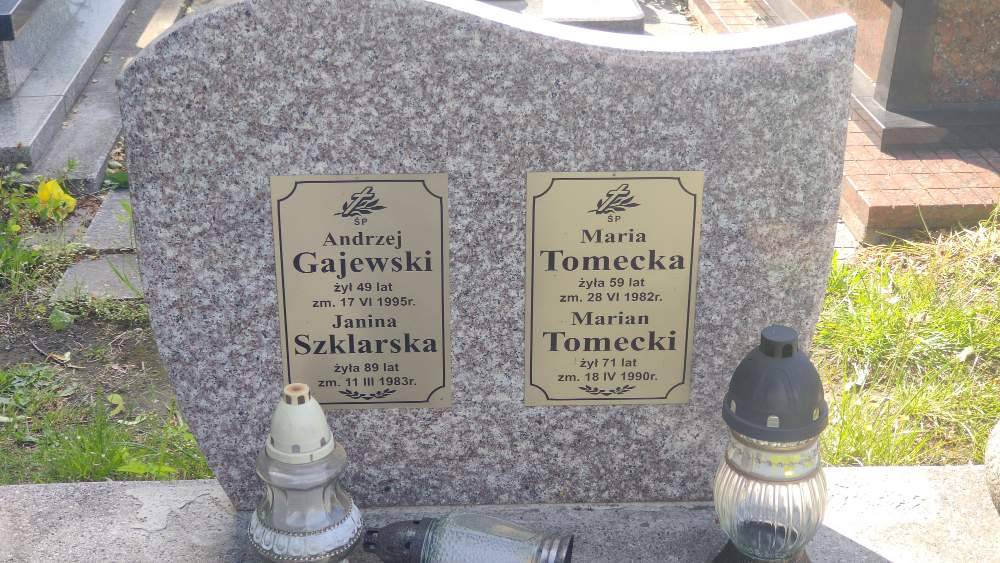 ŚP
Andrzej
Gajewski
żył 49 lat
zm. 17 VI 1995r.
Janina
Szklarska
żyła 89 lat
zm. 11 III 1983r.
ŚP
Maria
Tomecka
żyła 59 lat
zm. 28 VI 1982r.
Marian
Tomecki
żył 71 lat
zm. 18 IV 1990r.